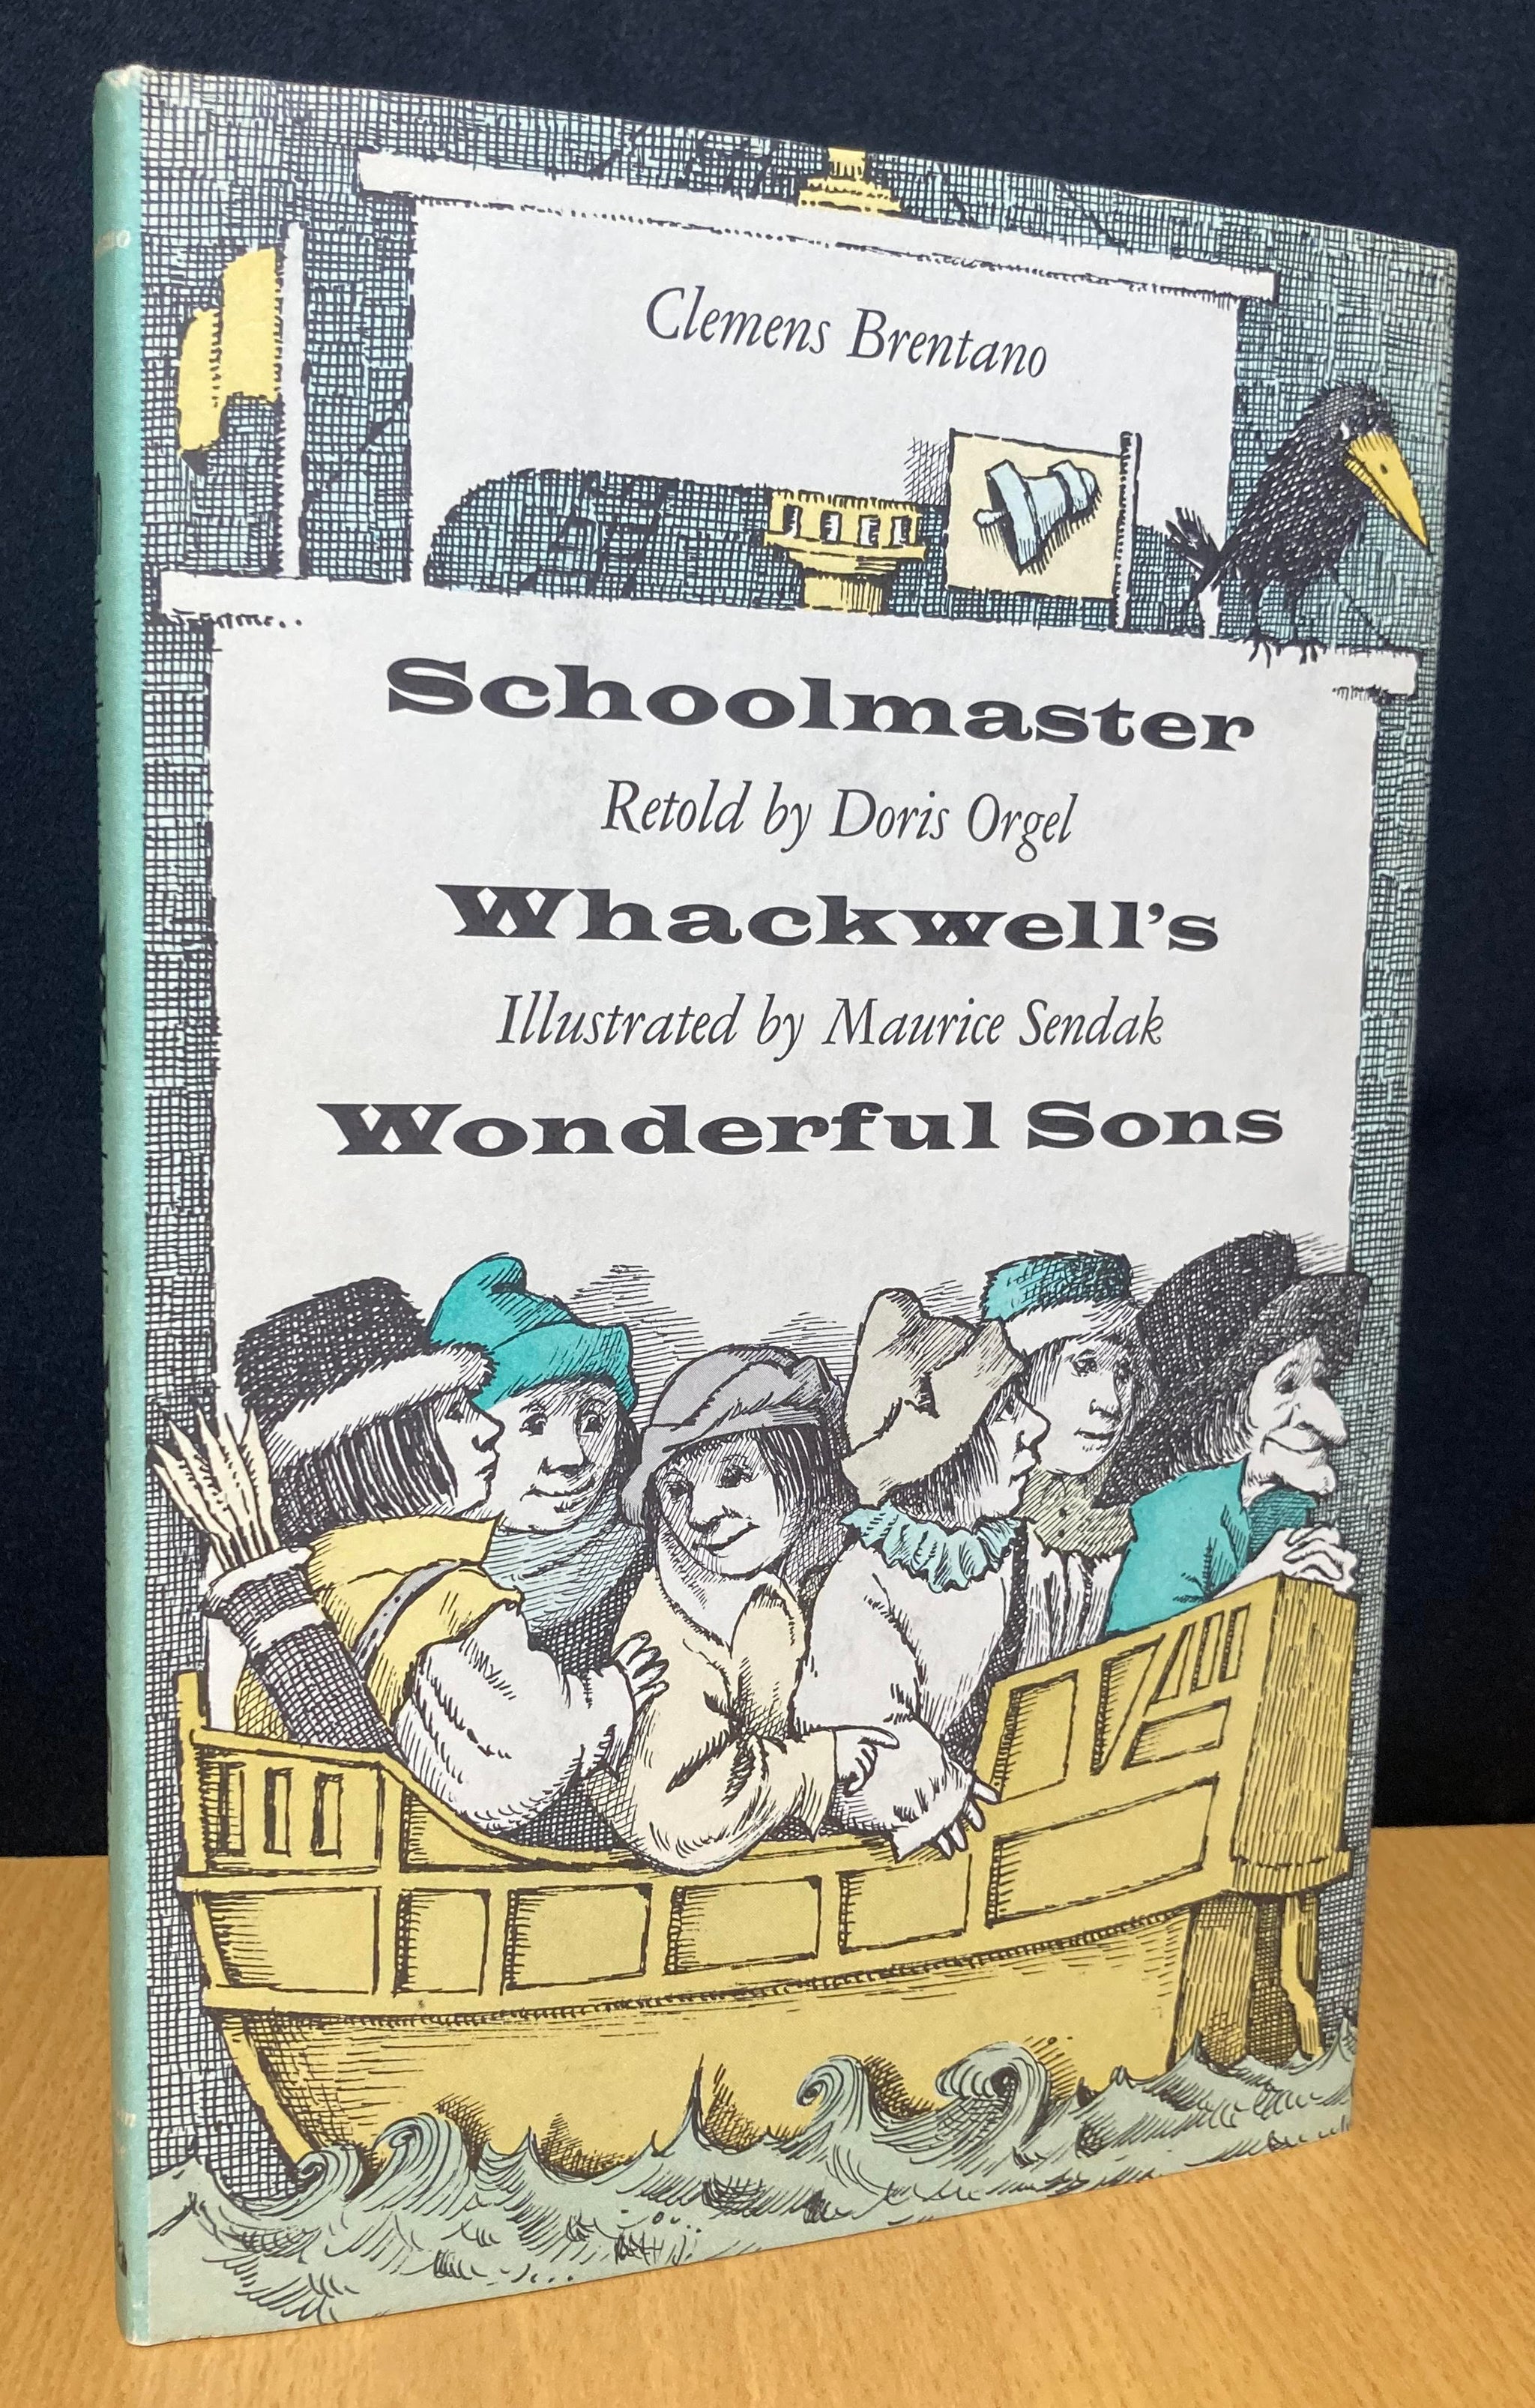 Clemens Brentano
Schoolmaster
Retold by Doris Orgel
Whackwell's
Illustrated by Maurice Sendak
Wonderful Sons